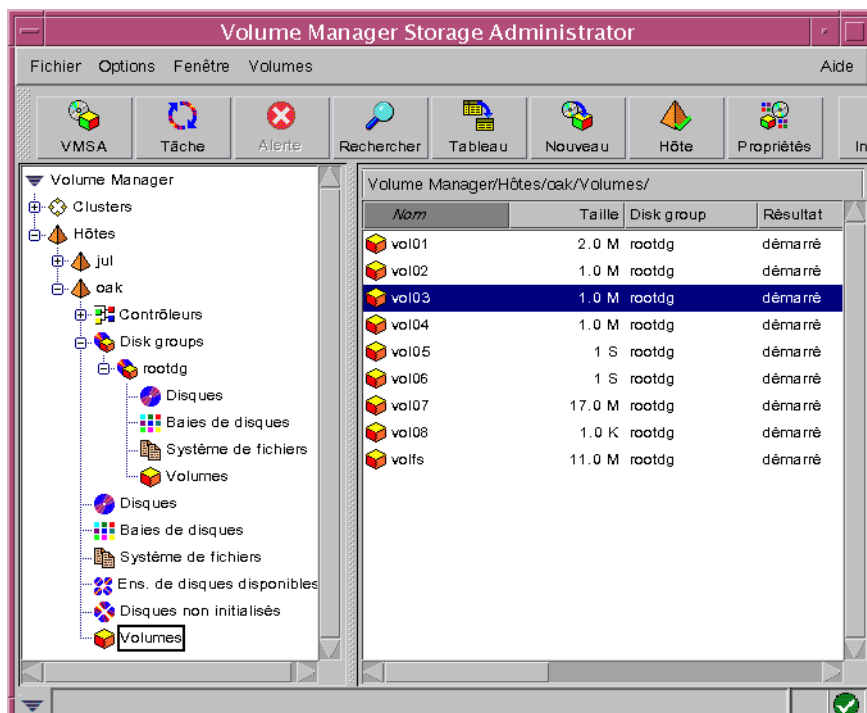 Volume Manager Storage Administrator
Fichier Options Fenêtre Volumes Aide
VMSA Tâche Alerte Rechercher Tableau Nouveau Hôte Propriétés In
Volume Manager
Clusters
Hôtes
jul
oak
Contrôleurs
Disk groups
rootdg
Disques
Baies de disques
Système de fichiers
Volumes
Disques
Baies de disques
Système de fichiers
Ens. de disques disponibles
Disques non initialisés
Volumes
Volume Manager/Hôtes/oak/Volumes/
Nom Taille Disk group Résultat
vol01 2.0 M rootdg démarré
vol02 1.0 M rootdg démarré
vol03 1.0 M rootdg démarré
vol04 1.0 M rootdg démarré
vol05 1 S rootdg démarré
vol06 1 S rootdg démarré
vol07 17.0 M rootdg démarré
vol08 1.0 K rootdg démarré
volfs 11.0 M rootdg démarré